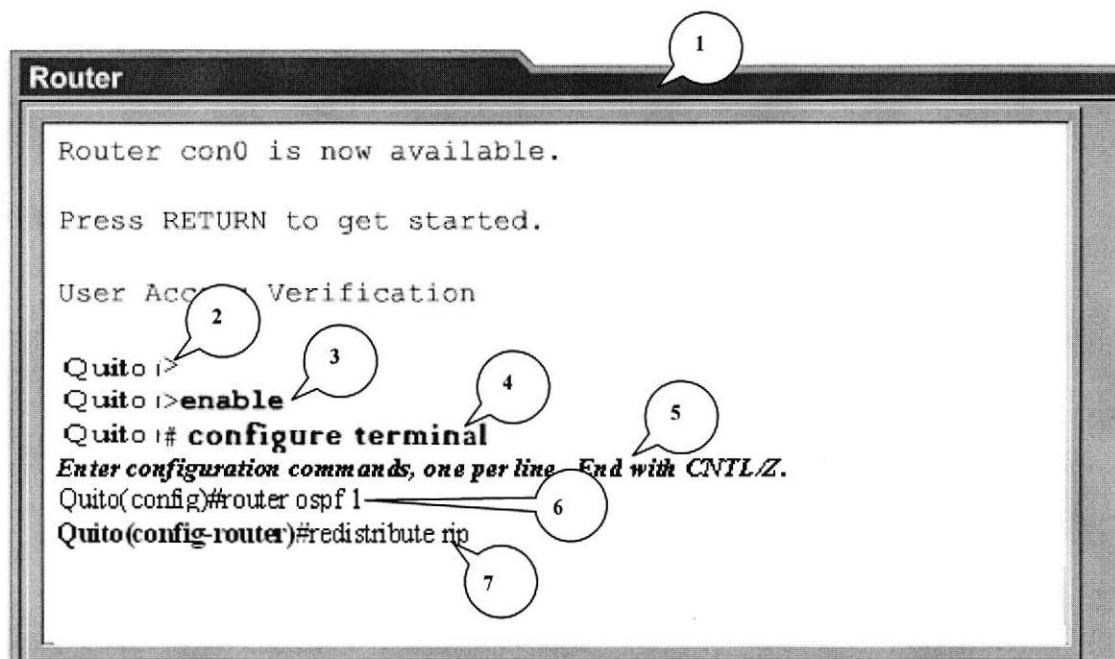 1
Router
Router con0 is now available.
Press RETURN to get started.
User Verification
2
Quito >
3
Quito >enable
4
Quito # configure terminal
5
Enter configuration commands, one per line. End with CNTL/Z.
Quito(config)#router ospf 1
6
Quito(config-router)#redistribute rip
7